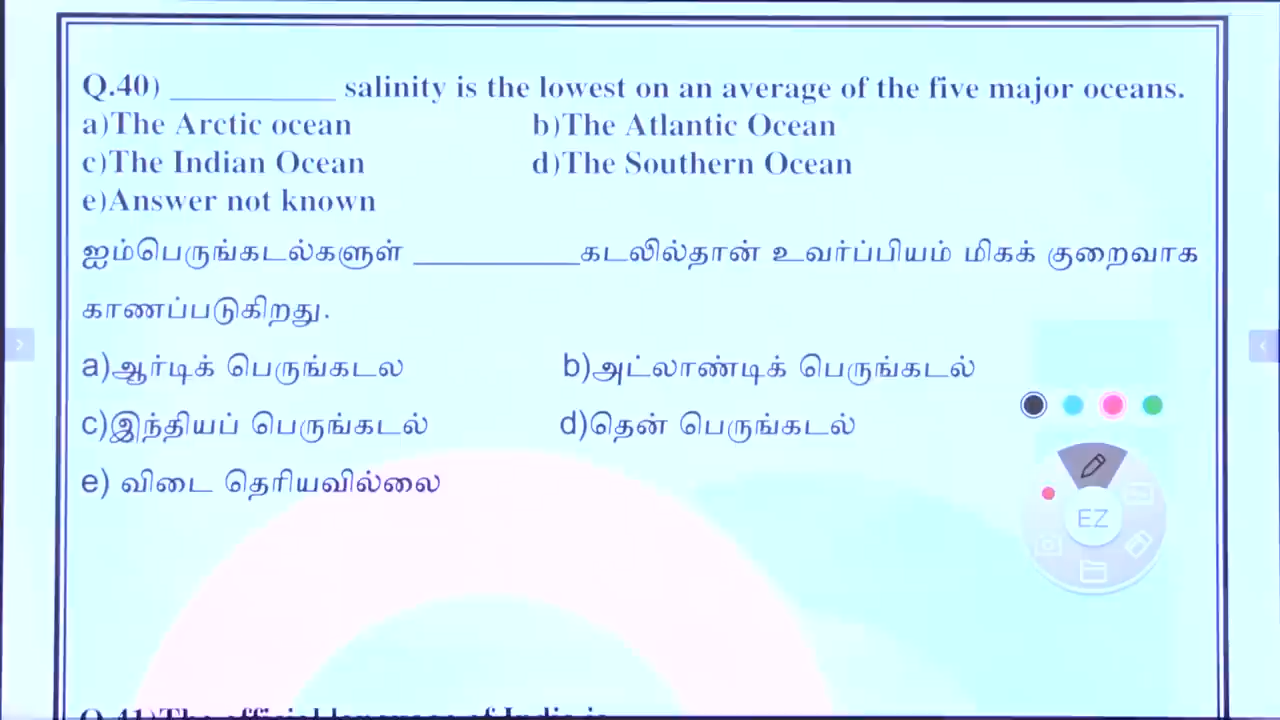 Q.40) ___________ salinity is the lowest on an average of the five major oceans.
a)The Arctic ocean b)The Atlantic Ocean
c)The Indian Ocean d)The Southern Ocean
e)Answer not known
ஐம்பெருங்கடல்களுள் ___________கடலில்தான் உவர்ப்பியம் மிகக் குறைவாக
காணப்படுகிறது.
a)ஆர்டிக் பெருங்கடல b)அட்லாண்டிக் பெருங்கடல்
c)இந்தியப் பெருங்கடல் d)தென் பெருங்கடல்
e) விடை தெரியவில்லை
EZ
Q.41)The official language of India is